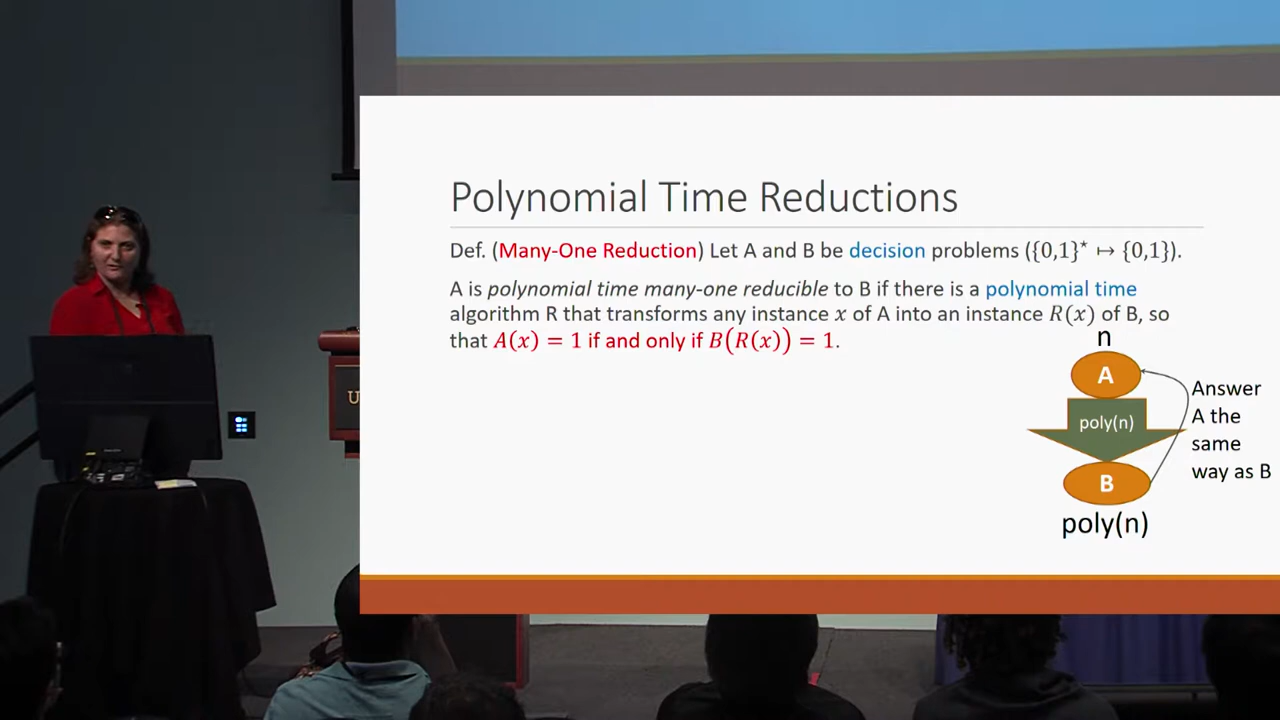 Polynomial Time Reductions
Def. (Many-One Reduction) Let A and B be decision problems ({0,1}⋆ ↦ {0,1}).
A is polynomial time many-one reducible to B if there is a polynomial time
algorithm R that transforms any instance x of A into an instance R(x) of B, so
that A(x) = 1 if and only if B(R(x)) = 1.
n
A
poly(n)
B
poly(n)
Answer
A the
same
way as B
U